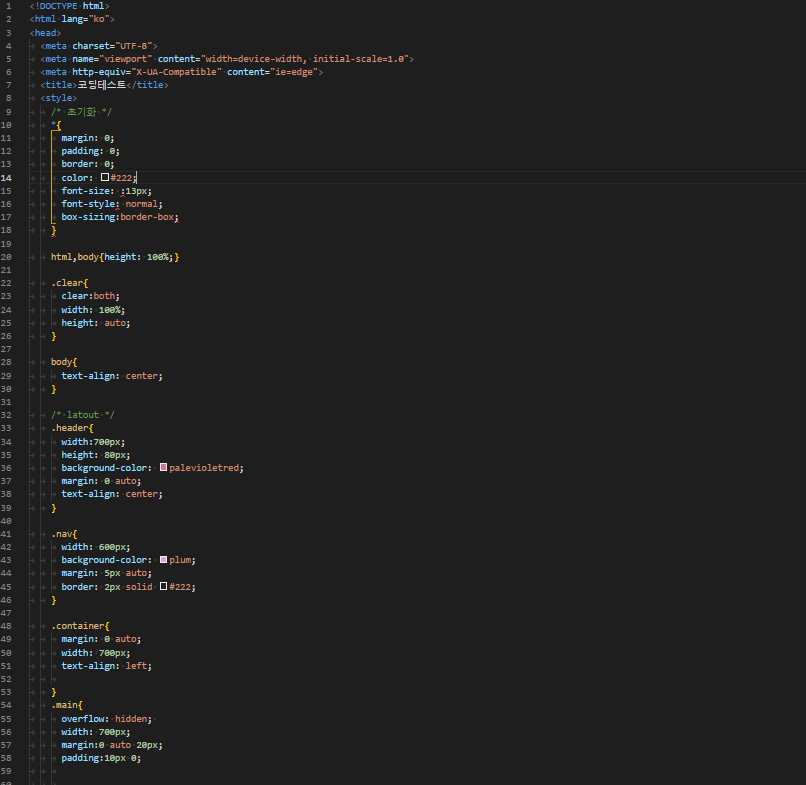 1 <!DOCTYPE html>
2 <html lang="ko">
3 <head>
4 <meta charset="UTF-8">
5 <meta name="viewport" content="width=device-width, initial-scale=1.0">
6 <meta http-equiv="X-UA-Compatible" content="ie=edge">
7 <title>코딩테스트</title>
8 <style>
9 /* 초기화 */
10 *{
11 margin: 0;
12 padding: 0;
13 border: 0;
14 color: #222;
15 font-size: :13px;
16 font-style: normal;
17 box-sizing:border-box;
18 }
19
20 html,body{height: 100%;}
21
22 .clear{
23 clear:both;
24 width: 100%;
25 height: auto;
26 }
27
28 body{
29 text-align: center;
30 }
31
32 /* latout */
33 .header{
34 width:700px;
35 height: 80px;
36 background-color: palevioletred;
37 margin: 0 auto;
38 text-align: center;
39 }
40
41 .nav{
42 width: 600px;
43 background-color: plum;
44 margin: 5px auto;
45 border: 2px solid #222;
46 }
47
48 .container{
49 margin: 0 auto;
50 width: 700px;
51 text-align: left;
52
53 }
54 .main{
55 overflow: hidden;
56 width: 700px;
57 margin:0 auto 20px;
58 padding:10px 0;
59
60